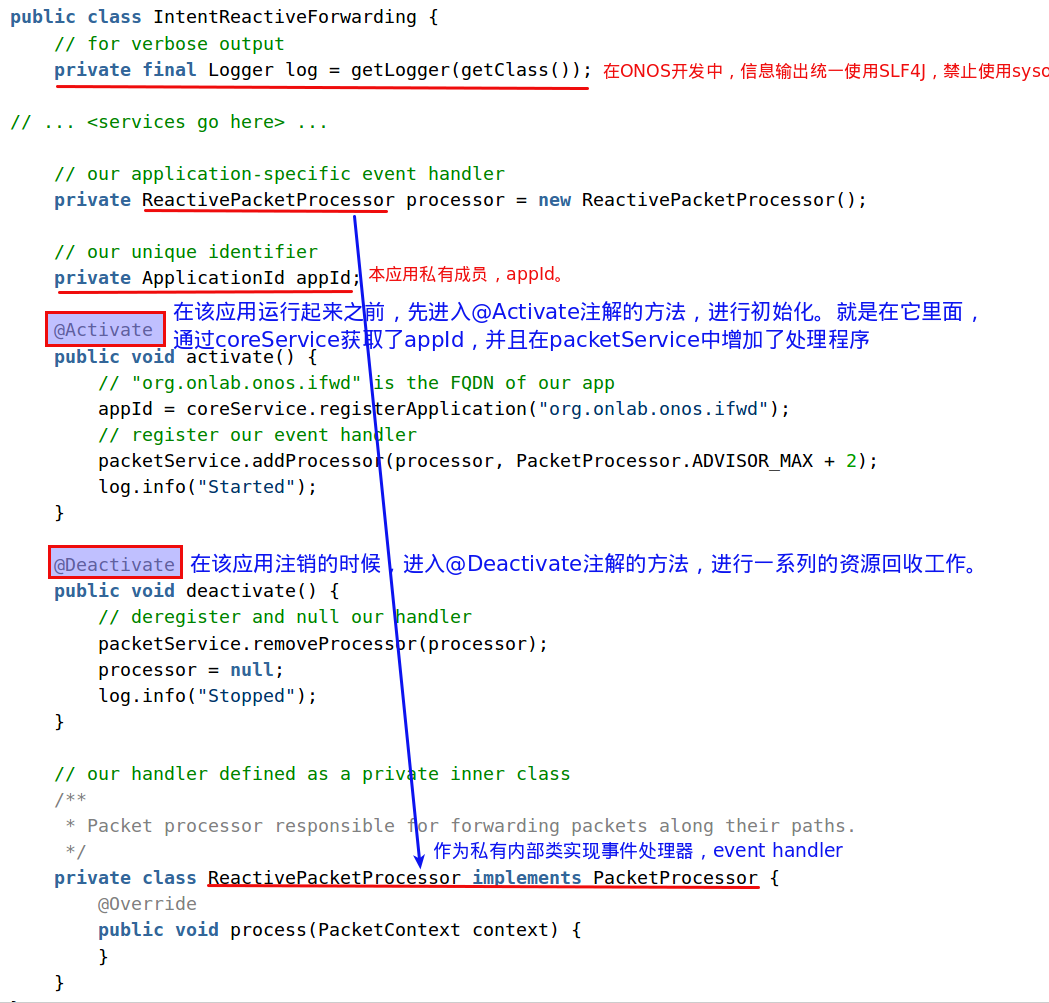 public class IntentReactiveForwarding {
// for verbose output
private final Logger log = getLogger(getClass()); 在ONOS开发中，信息输出统一使用SLF4J，禁止使用syso
// ... <services go here> ...
// our application-specific event handler
private ReactivePacketProcessor processor = new ReactivePacketProcessor();
// our unique identifier
private ApplicationId appId; 本应用私有成员，appId。
在该应用运行起来之前，先进入@Activate注解的方法，进行初始化。就是在它里面，
@Activate
通过coreService获取了appId，并且在packetService中增加了处理程序
public void activate() {
// "org.onlab.onos.ifwd" is the FQDN of our app
appId = coreService.registerApplication("org.onlab.onos.ifwd");
// register our event handler
packetService.addProcessor(processor, PacketProcessor.ADVISOR_MAX + 2);
log.info("Started");
}
@Deactivate 在该应用注销的时候，进入@Deactivate注解的方法，进行一系列的资源回收工作。
public void deactivate() {
// deregister and null our handler
packetService.removeProcessor(processor);
processor = null;
log.info("Stopped");
}
// our handler defined as a private inner class
/**
* Packet processor responsible for forwarding packets along their paths.
*/
作为私有内部类实现事件处理器，event handler
private class ReactivePacketProcessor implements PacketProcessor {
@Override
public void process(PacketContext context) {
}
}